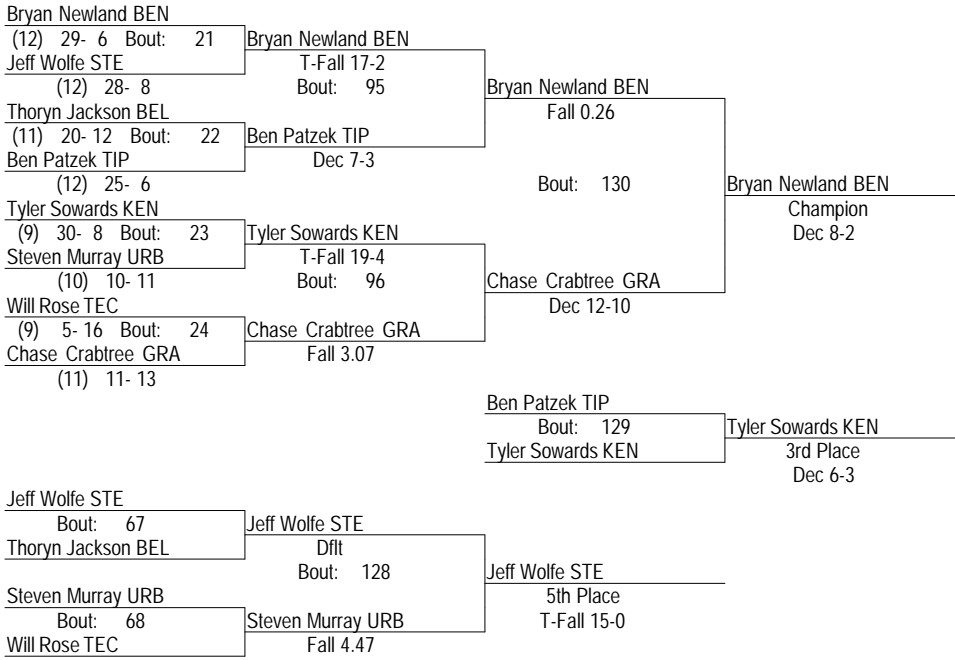 Bryan Newland BEN
(12) 29- 6 Bout: 21 Bryan Newland BEN
Jeff Wolfe STE T-Fall 17-2
(12) 28- 8 Bout: 95 Bryan Newland BEN
Thoryn Jackson BEL Fall 0.26
(11) 20- 12 Bout: 22 Ben Patzek TIP
Ben Patzek TIP Dec 7-3
(12) 25- 6 Bout: 130 Bryan Newland BEN
Tyler Sowards KEN Champion
(9) 30- 8 Bout: 23 Tyler Sowards KEN Dec 8-2
Steven Murray URB T-Fall 19-4
(10) 10- 11 Bout: 96 Chase Crabtree GRA
Will Rose TEC Dec 12-10
(9) 5- 16 Bout: 24 Chase Crabtree GRA
Chase Crabtree GRA Fall 3.07
(11) 11- 13
Ben Patzek TIP
Bout: 129 Tyler Sowards KEN
Tyler Sowards KEN 3rd Place
Dec 6-3
Jeff Wolfe STE
Bout: 67 Jeff Wolfe STE
Thoryn Jackson BEL Dflt
Bout: 128 Jeff Wolfe STE
Steven Murray URB 5th Place
Bout: 68 Steven Murray URB T-Fall 15-0
Will Rose TEC Fall 4.47